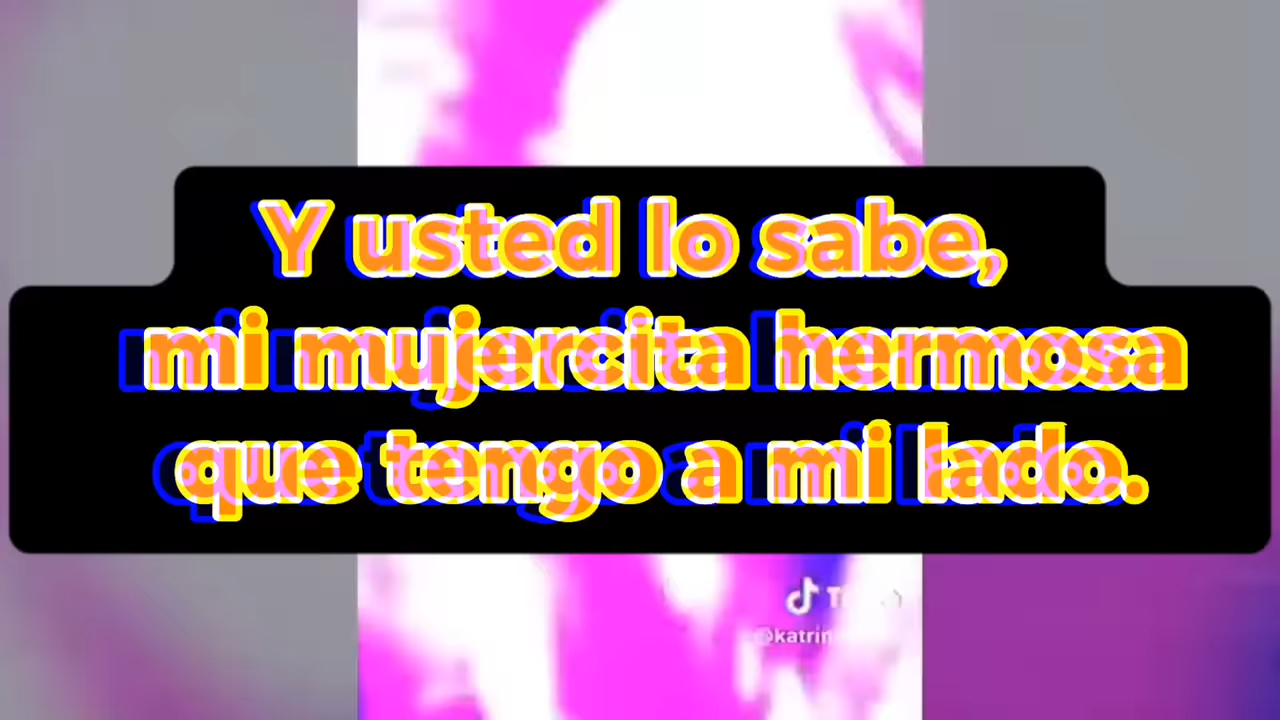 Y usted lo sabe,
mi mujercita hermosa
que tengo a mi lado.